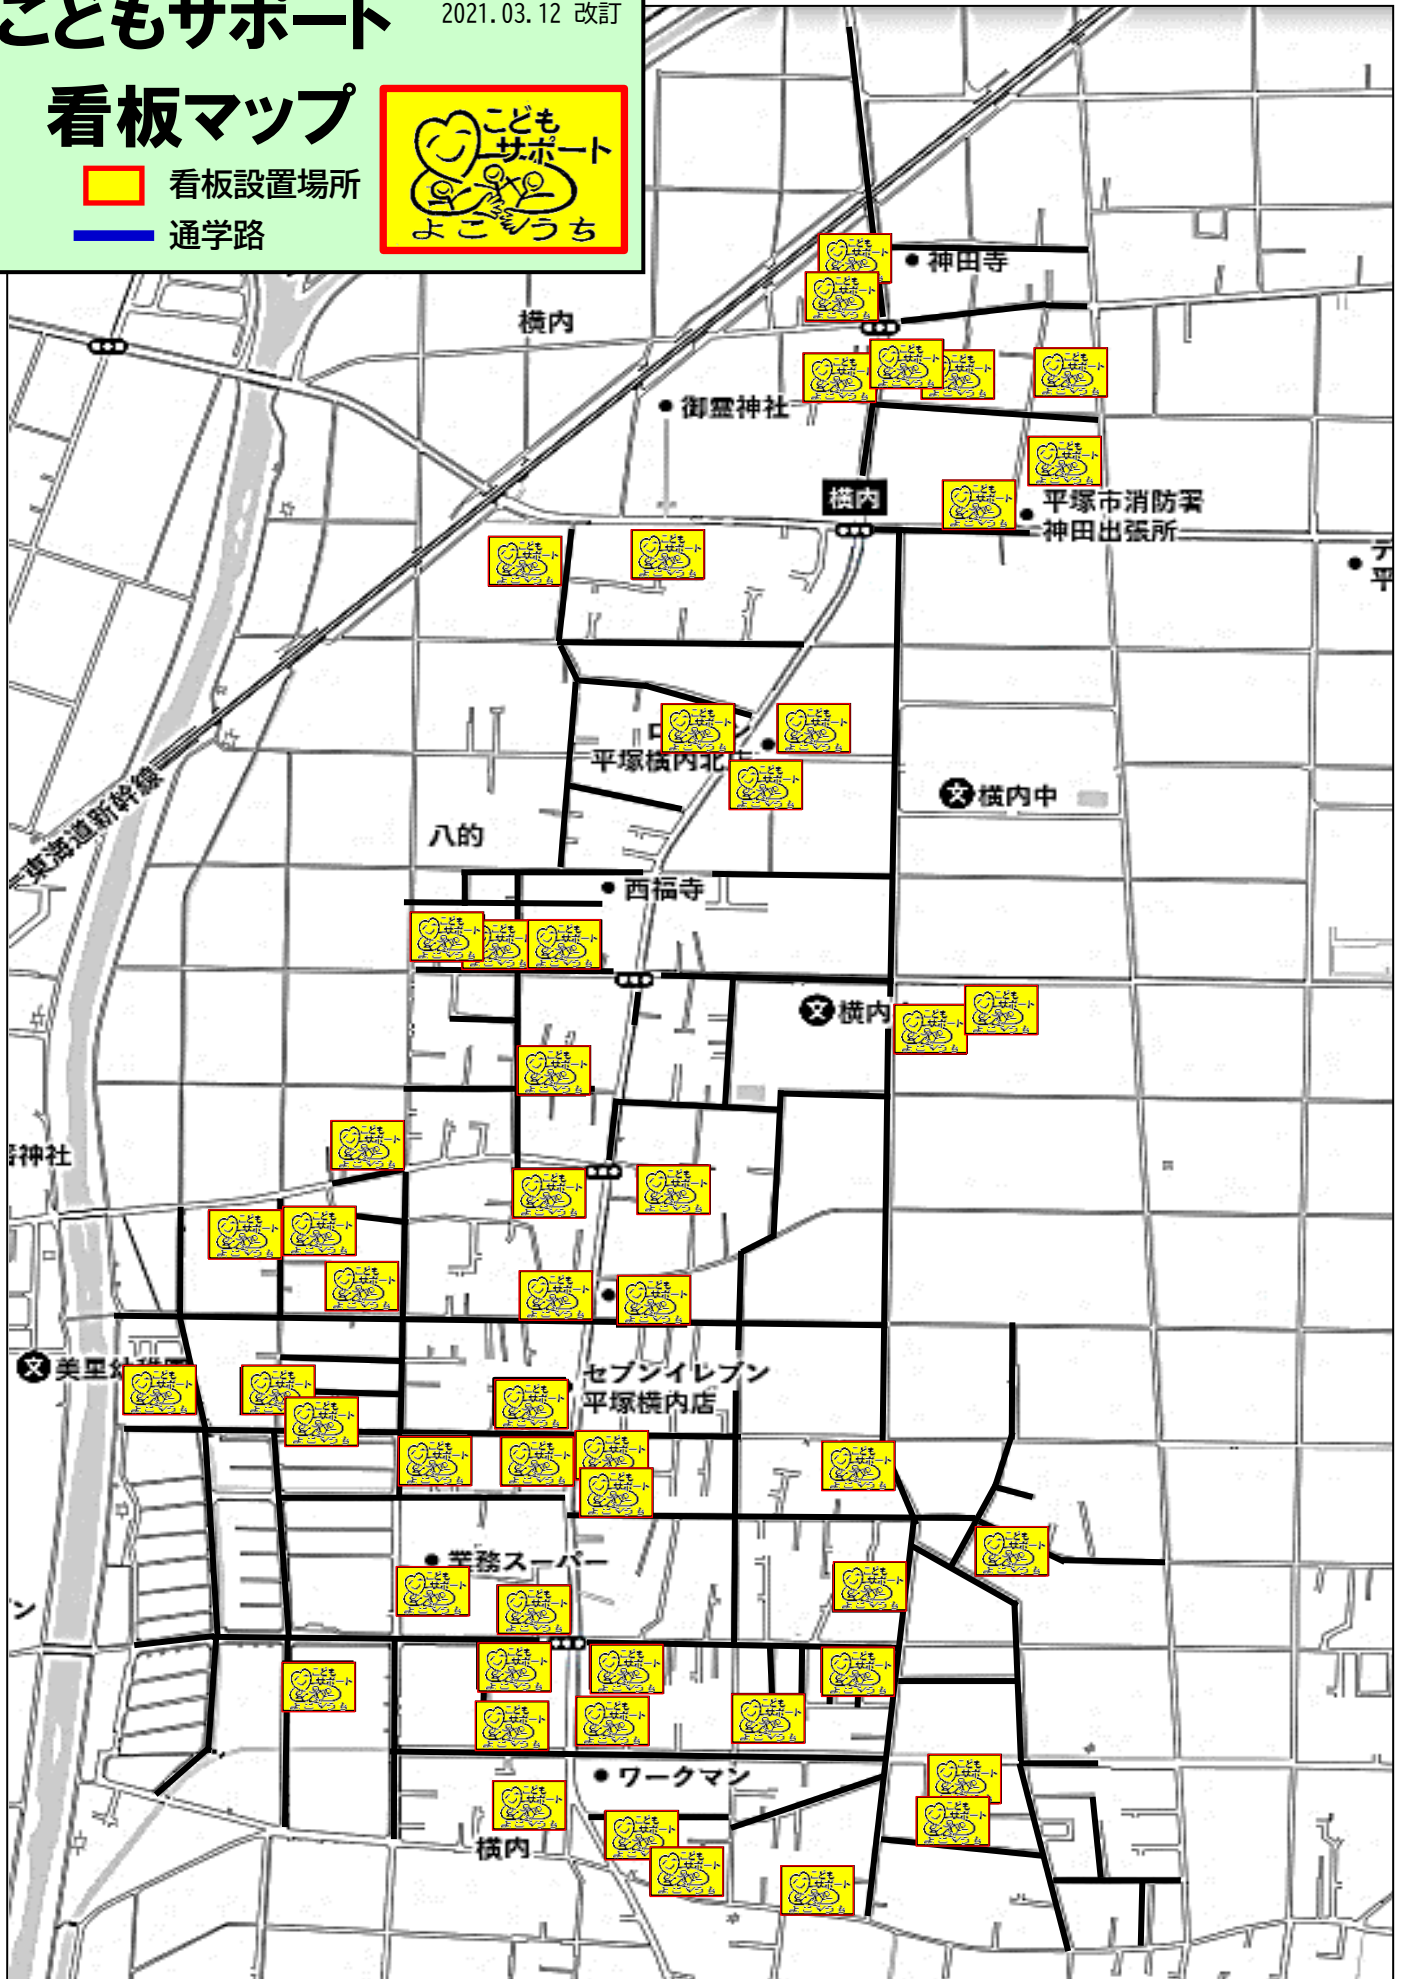 こどもサポート
2021.03.12 改訂
看板マップ
看板設置場所
通学路
こども
サポート
よこうち
神田寺
横内
御霊神社
横内
平塚市消防署
神田出張所
平塚横内北店
横内中
東海道新幹線
八的
西福寺
横内
神社
美里幼稚園
セブンイレブン
平塚横内店
業務スーパー
ワークマン
横内